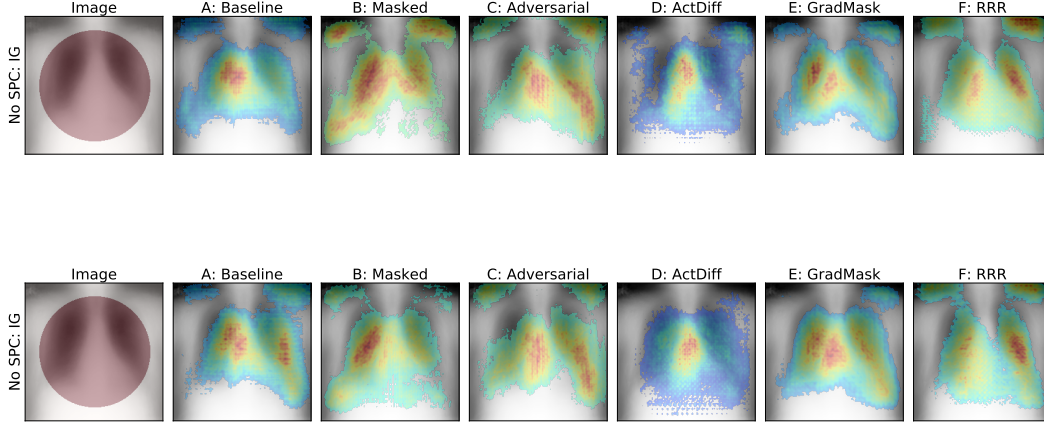 Image A: Baseline B: Masked C: Adversarial D: ActDiff E: GradMask F: RRR
No SPC: IG
Image A: Baseline B: Masked C: Adversarial D: ActDiff E: GradMask F: RRR
No SPC: IG